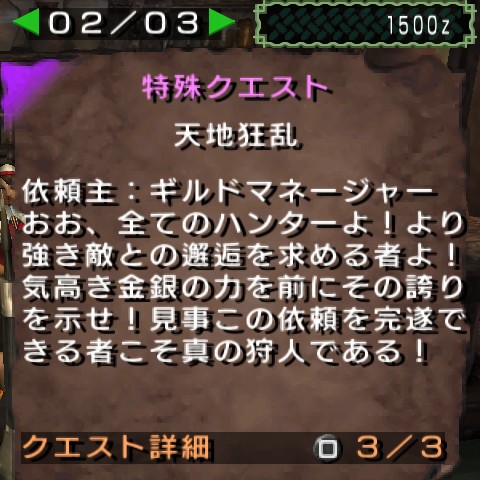 02/03
1500z
特殊クエスト
天地狂乱
依頼主:ギルドマネージャー
おお、全てのハンターよ!より
強き敵との邂逅を求める者よ!
気高き金銀の力を前にその誇り
を示せ!見事この依頼を完遂で
きる者こそ真の狩人である!
クエスト詳細 3/3